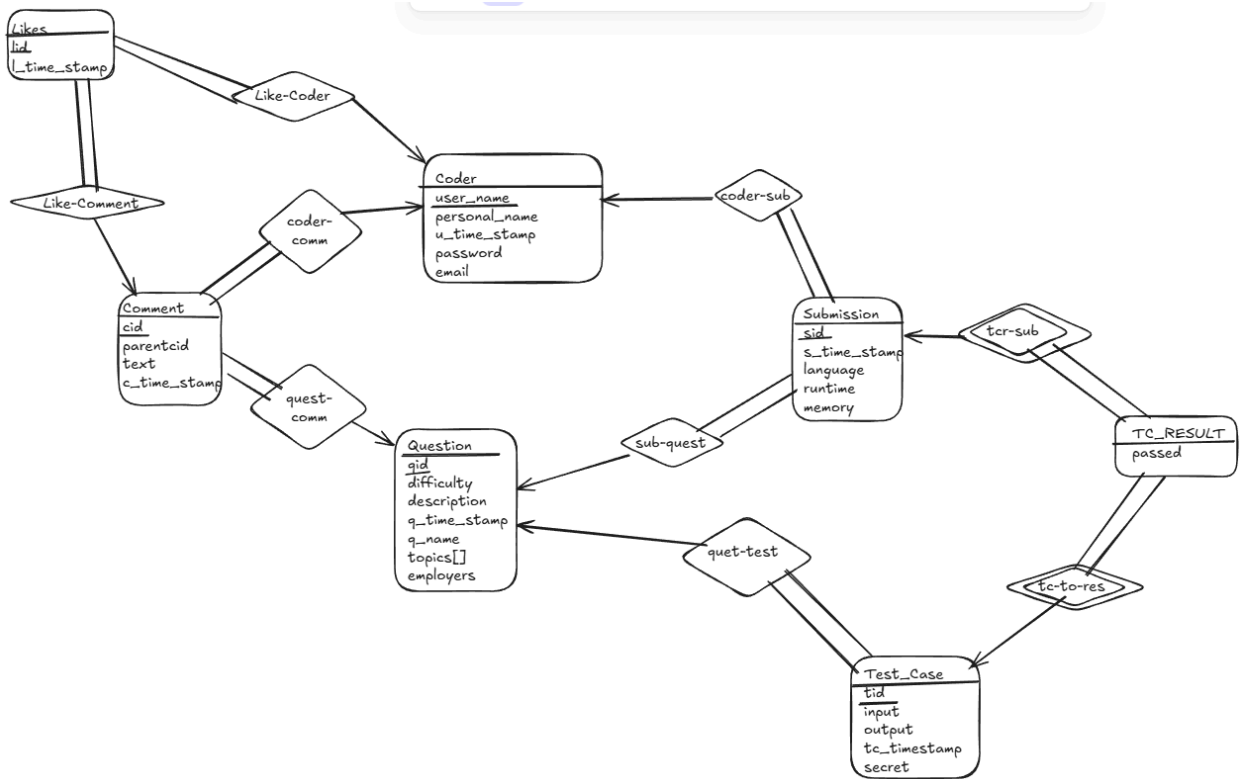 Likes
lid
l_time_stamp
Like-Coder
Like-Comment
Coder
user_name
personal_name
u_time_stamp
password
email
coder-
comm
coder-sub
Comment
cid
parentcid
text
c_time_stamp
quest-
comm
Submission
sid
s_time_stamp
language
runtime
memory
tcr-sub
TC_RESULT
passed
sub-quest
Question
qid
difficulty
description
q_time_stamp
q_name
topics[]
employers
quet-test
tc-to-res
Test_Case
tid
input
output
tc_timestamp
secret